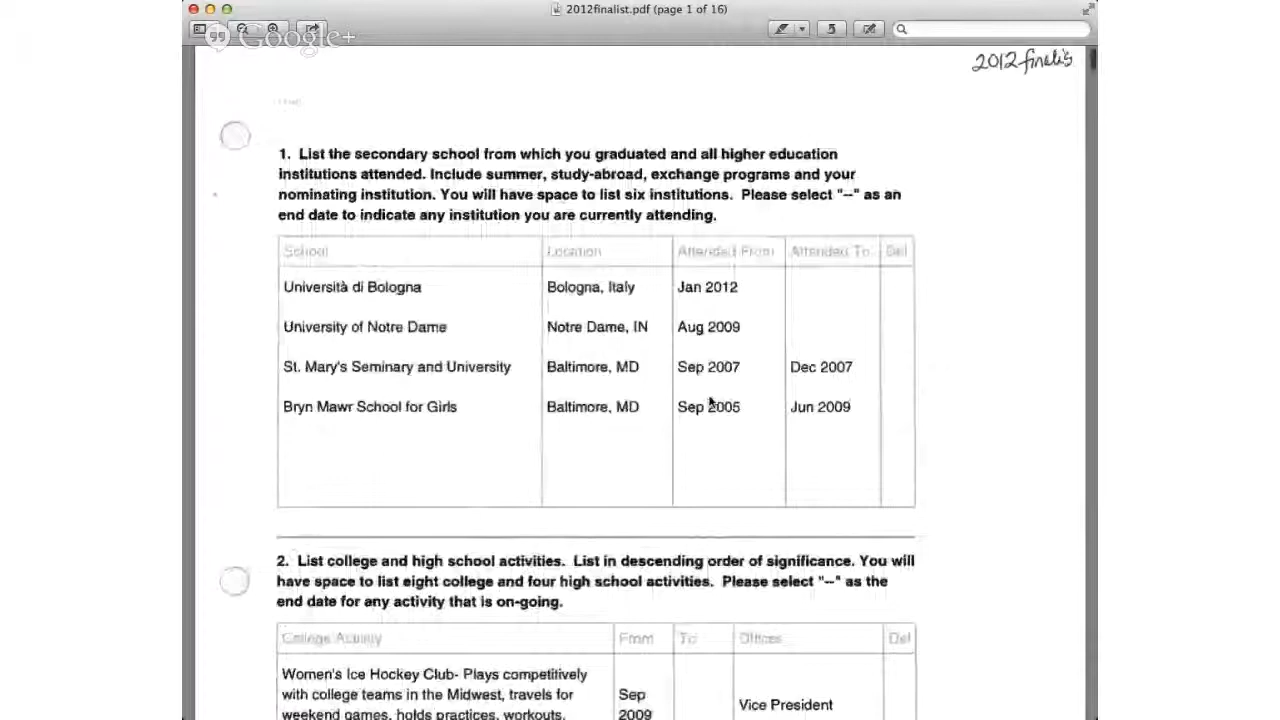 2012finalist.pdf (page 1 of 16)
Google+
2012 finalis
1. List the secondary school from which you graduated and all higher education
institutions attended. Include summer, study-abroad, exchange programs and your
nominating institution. You will have space to list six institutions. Please select "--" as an
end date to indicate any institution you are currently attending.
School Location Attended From Attended To Del
Università di Bologna Bologna, Italy Jan 2012
University of Notre Dame Notre Dame, IN Aug 2009
St. Mary's Seminary and University Baltimore, MD Sep 2007 Dec 2007
Bryn Mawr School for Girls Baltimore, MD Sep 2005 Jun 2009
2. List college and high school activities. List in descending order of significance. You will
have space to list eight college and four high school activities. Please select "--" as the
end date for any activity that is on-going.
College Activity From To Offices Del
Women's Ice Hockey Club- Plays competitively
with college teams in the Midwest, travels for Sep
Vice President
weekend games, holds practices, workouts, 2009